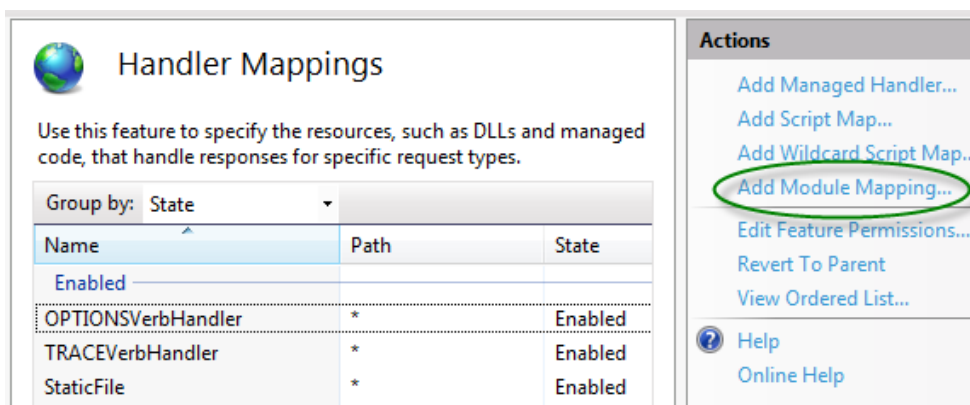 Handler Mappings
Use this feature to specify the resources, such as DLLs and managed
code, that handle responses for specific request types.
Group by: State
Name Path State
Enabled
OPTIONSVerbHandler * Enabled
TRACEVerbHandler * Enabled
StaticFile * Enabled
Actions
Add Managed Handler...
Add Script Map...
Add Wildcard Script Map..
Add Module Mapping...
Edit Feature Permissions...
Revert To Parent
View Ordered List...
Help
Online Help